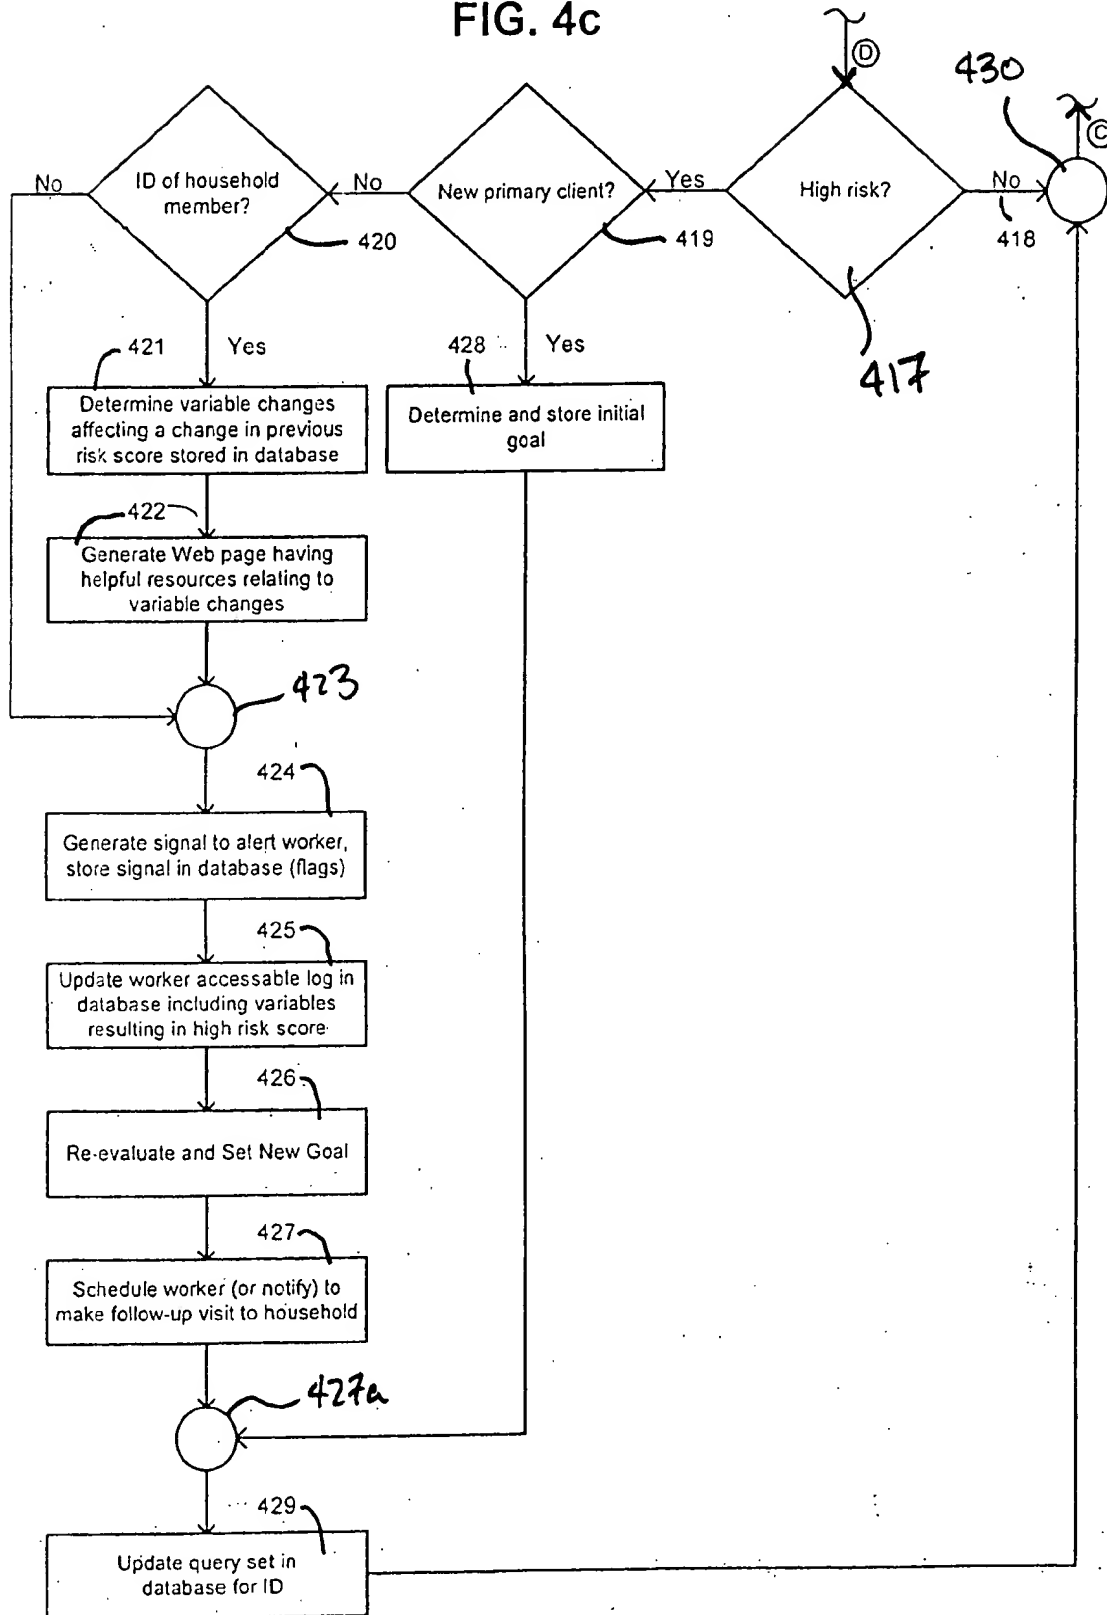 FIG. 4c
D
430
C
No
ID of household
member?
No
New primary client?
Yes
High risk?
No
420
419
418
417
421
Yes
428
Yes
Determine variable changes
affecting a change in previous
risk score stored in database
Determine and store initial
goal
422
Generate Web page having
helpful resources relating to
variable changes
423
424
Generate signal to alert worker,
store signal in database (flags)
425
Update worker accessable log in
database including variables
resulting in high risk score
426
Re-evaluate and Set New Goal
427
Schedule worker (or notify) to
make follow-up visit to household
427a
429
Update query set in
database for ID